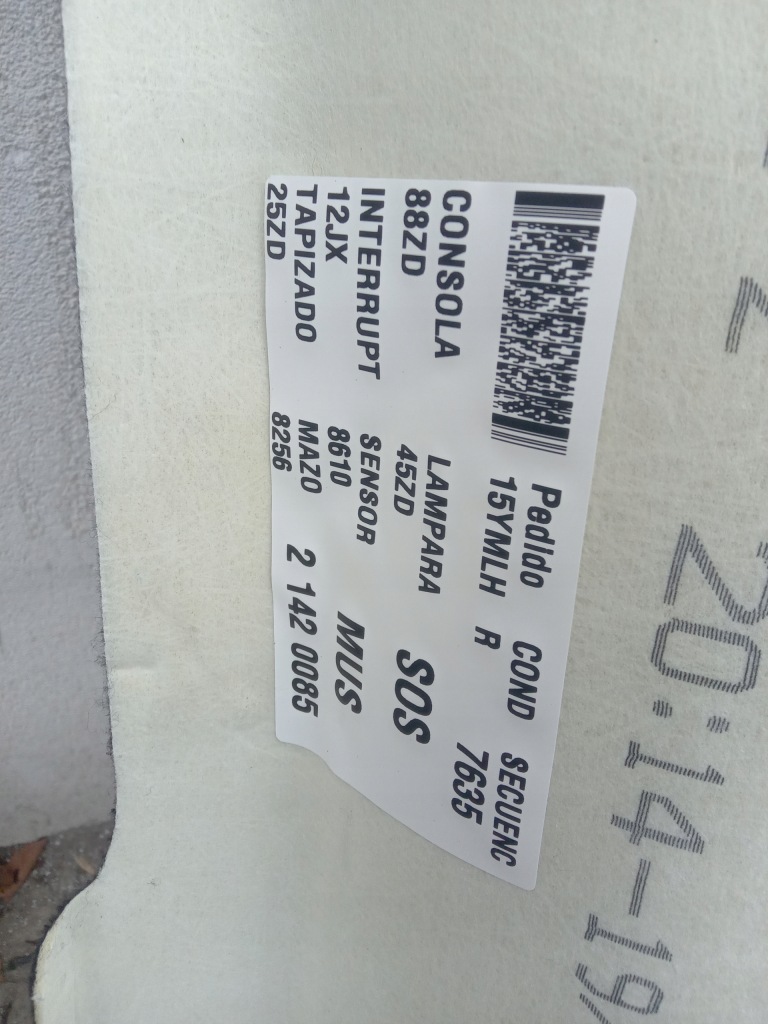 Pedido COND SECUENC
15YMLH R 7635
CONSOLA LAMPARA
88ZD 45ZD SOS
INTERRUPT SENSOR
12JX 8610 MUS
TAPIZADO MAZO
25ZD 8256 2 142 0085
20:14-19